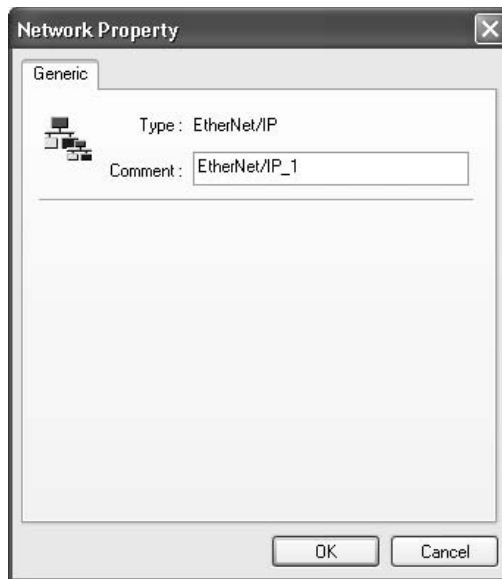 Network Property
Generic
Type : EtherNet/IP
Comment : EtherNet/IP_1
OK Cancel